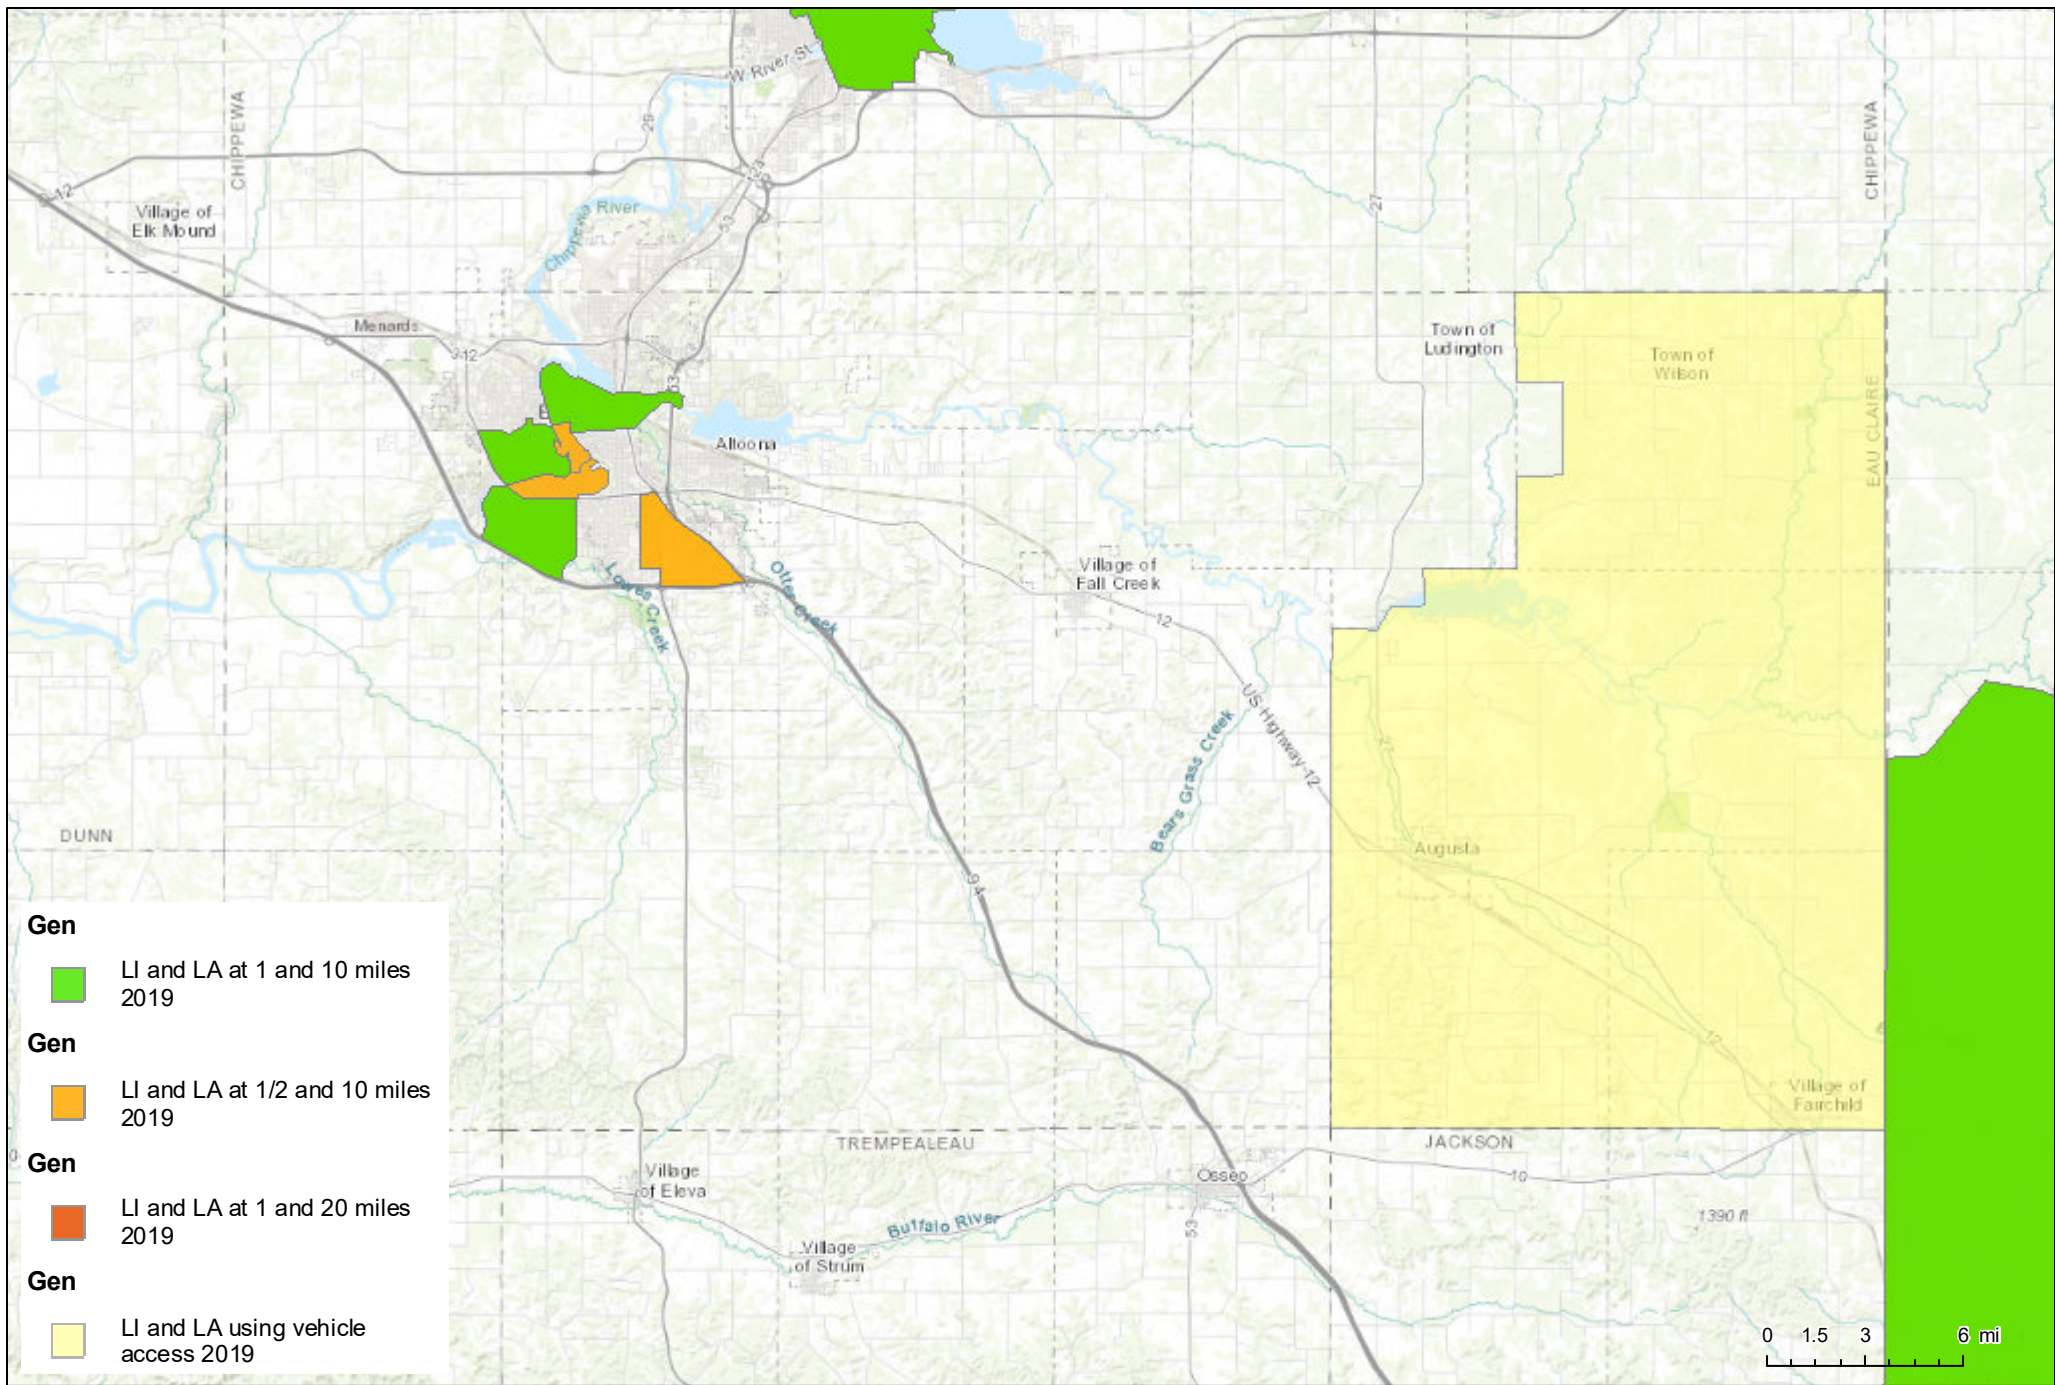 W River St
CHIPPEWA
CHIPPEWA
29
27
12
Village of
Elk Mound
Chippewa River
53
Menards
12
53
Town of
Ludington
Town of
Wilson
EAU CLAIRE
E
Altoona
Village of
Fall Creek
Lowes Creek
Otter Creek
12
US Highway 12
Bears Grass Creek
27
DUNN
Augusta
94
12
Village of
Fairchild
TREMPEALEAU
JACKSON
Village
of Eleva
Osseo
10
1390 ft
Buffalo River
53
Village
of Strum
Gen
LI and LA at 1 and 10 miles
2019
Gen
LI and LA at 1/2 and 10 miles
2019
Gen
LI and LA at 1 and 20 miles
2019
Gen
LI and LA using vehicle
access 2019
0 1.5 3 6 mi